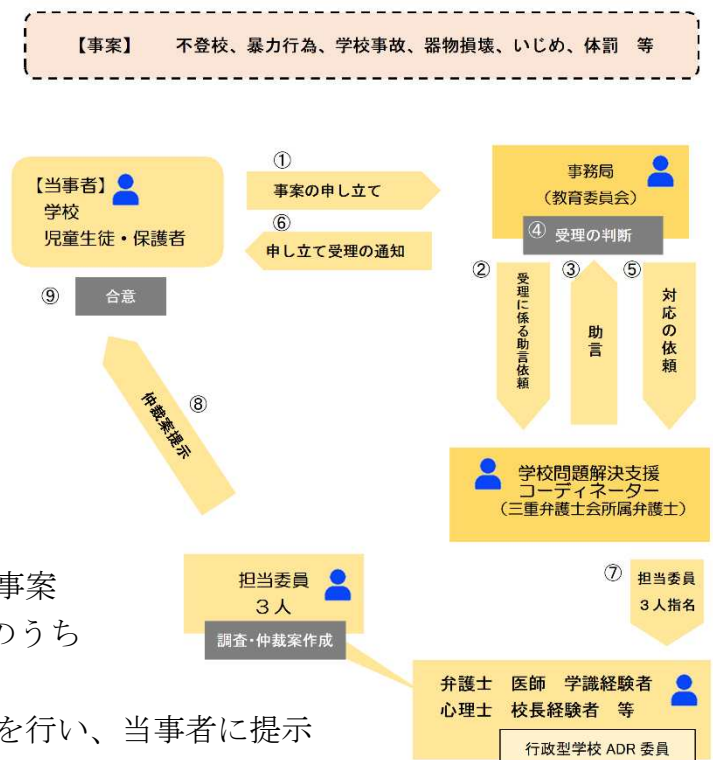 【事案】 不登校、暴力行為、学校事故、器物損壊、いじめ、体罰 等
①
事案の申し立て
【当事者】
学校
児童生徒・保護者
事務局
（教育委員会）
④ 受理の判断
⑥
申し立て受理の通知
⑨ 合意
② 受理に係る助言依頼
③ 助言
⑤ 対応の依頼
⑧ 仲裁案提示
学校問題解決支援
コーディネーター
（三重弁護士会所属弁護士）
⑦ 担当委員
３人指名
事案
のうち
担当委員
３人
調査・仲裁案作成
弁護士 医師 学識経験者
心理士 校長経験者 等
行政型学校 ADR 委員
を行い、当事者に提示